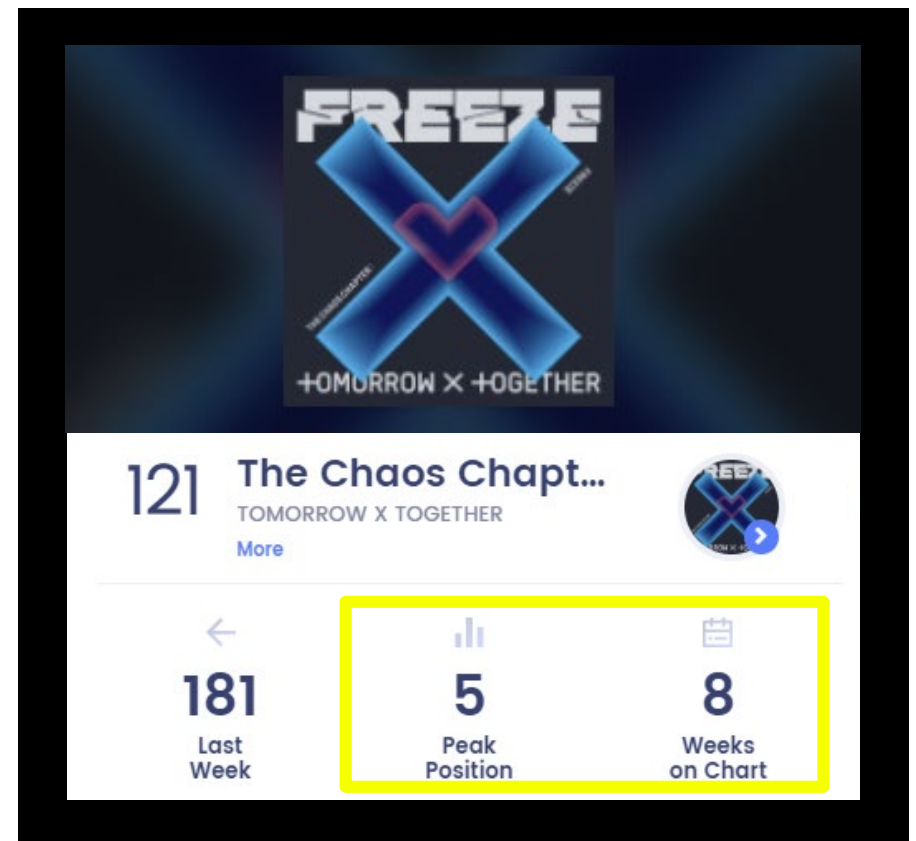 FREEZE
SCENES
THE CHAOS CHAPTER:
TOMORROW X TOGETHER
121
The Chaos Chapt...
TOMORROW X TOGETHER
More
181
Last
Week
5
Peak
Position
8
Weeks
on Chart